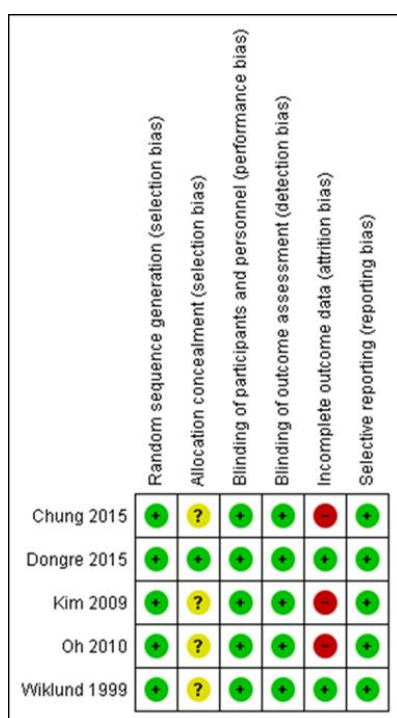 Random sequence generation (selection bias)
Allocation concealment (selection bias)
Blinding of participants and personnel (performance bias)
Blinding of outcome assessment (detection bias)
Incomplete outcome data (attrition bias)
Selective reporting (reporting bias)
Chung 2015 + ? + + - +
Dongre 2015 + + + + + +
Kim 2009 + ? + + - +
Oh 2010 + ? + + - +
Wiklund 1999 + ? + + + +